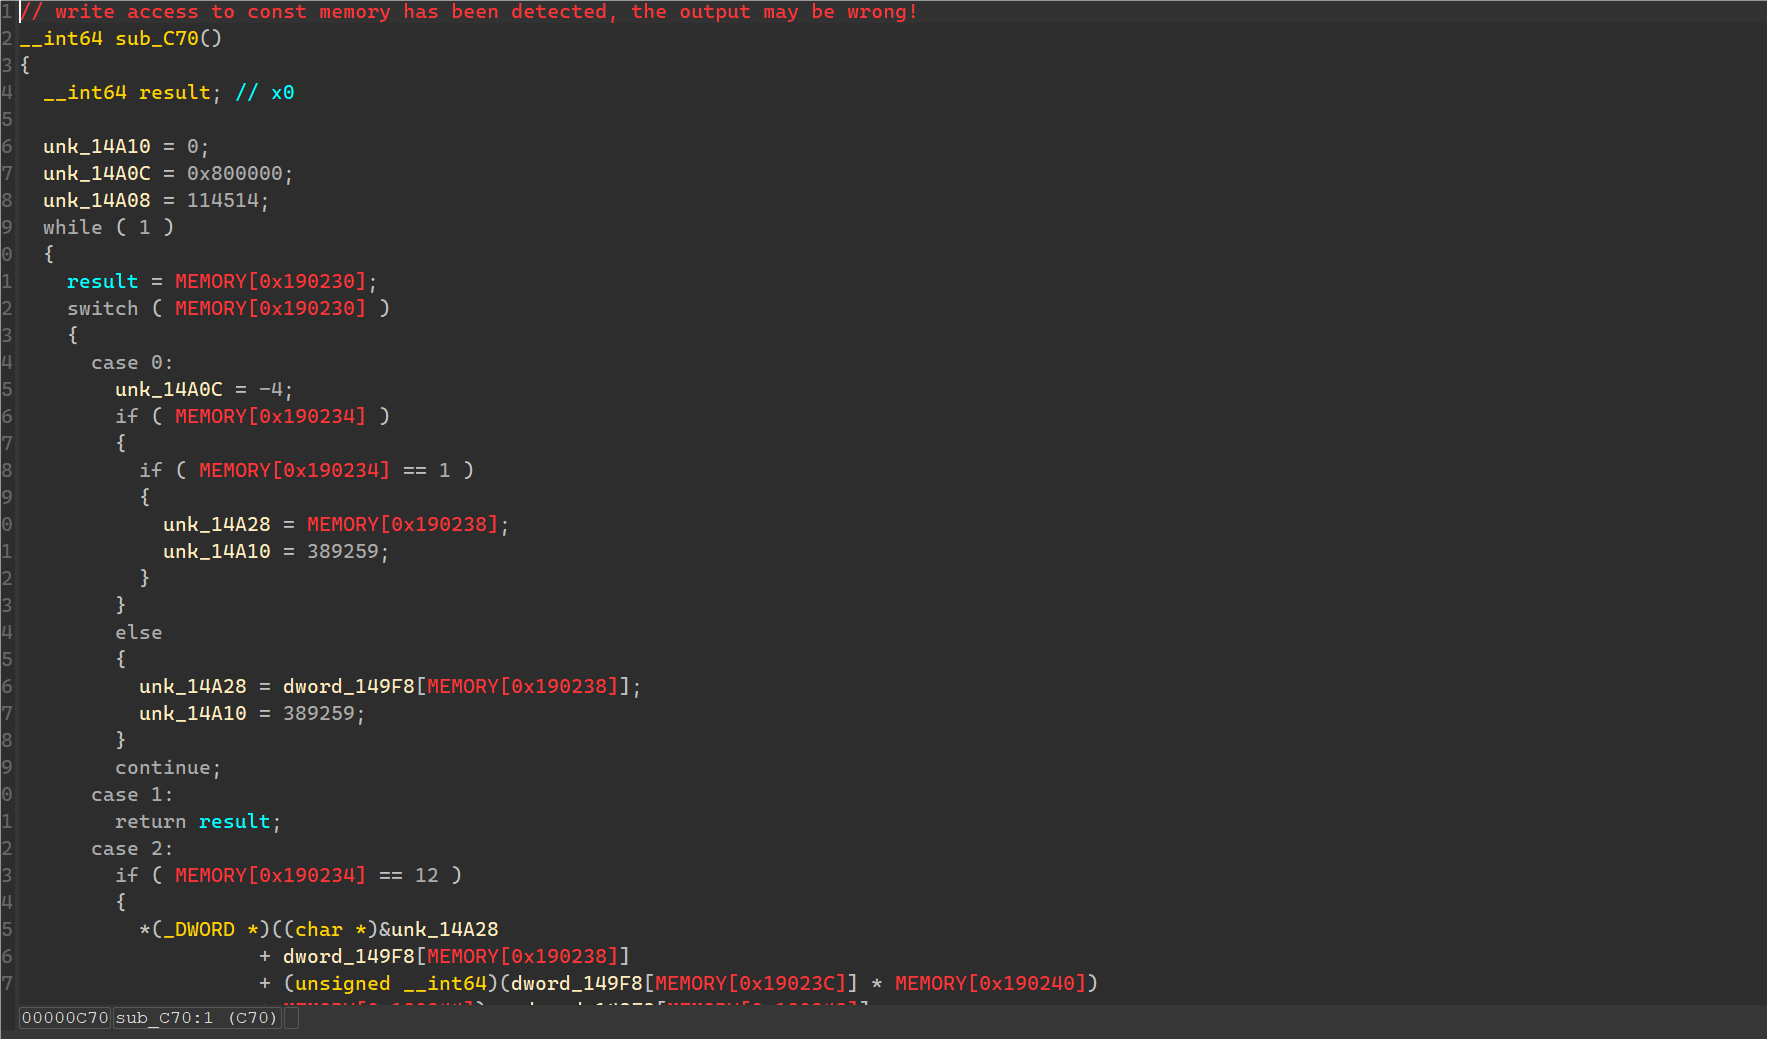 1 // write access to const memory has been detected, the output may be wrong!
2 __int64 sub_C70()
3 {
4   __int64 result; // x0
5
6   unk_14A10 = 0;
7   unk_14A0C = 0x800000;
8   unk_14A08 = 114514;
9   while ( 1 )
0   {
1     result = MEMORY[0x190230];
2     switch ( MEMORY[0x190230] )
3     {
4       case 0:
5         unk_14A0C = -4;
6         if ( MEMORY[0x190234] )
7         {
8           if ( MEMORY[0x190234] == 1 )
9           {
0             unk_14A28 = MEMORY[0x190238];
1             unk_14A10 = 389259;
2           }
3         }
4         else
5         {
6           unk_14A28 = dword_149F8[MEMORY[0x190238]];
7           unk_14A10 = 389259;
8         }
9         continue;
0       case 1:
1         return result;
2       case 2:
3         if ( MEMORY[0x190234] == 12 )
4         {
5           *(_DWORD *)((char *)&unk_14A28
6                     + dword_149F8[MEMORY[0x190238]]
7                     + (unsigned __int64)(dword_149F8[MEMORY[0x19023C]] * MEMORY[0x190240])
00000C70 sub_C70:1 (C70)